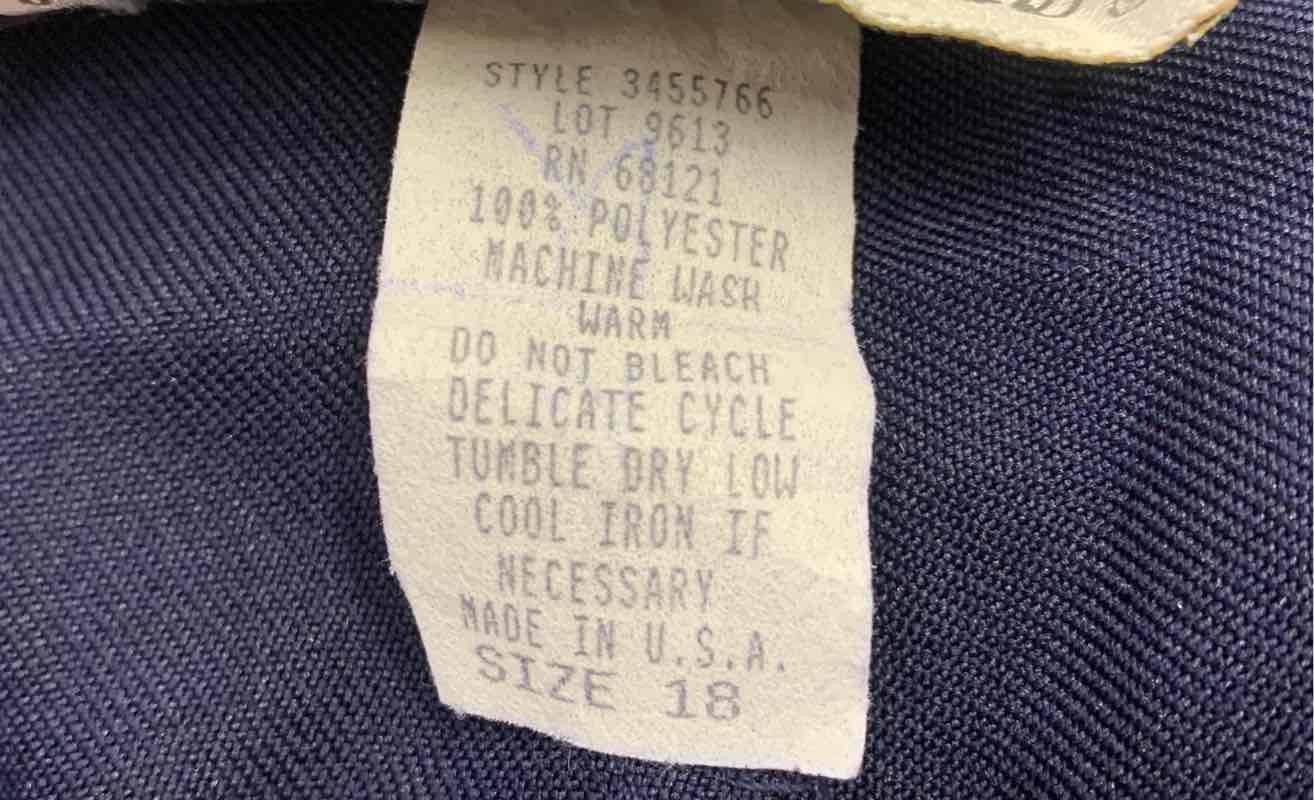 STYLE 3455766
LOT 9613
RN 68121
100% POLYESTER
MACHINE WASH
WARM
DO NOT BLEACH
DELICATE CYCLE
TUMBLE DRY LOW
COOL IRON IF
NECESSARY
MADE IN U.S.A.
SIZE 18